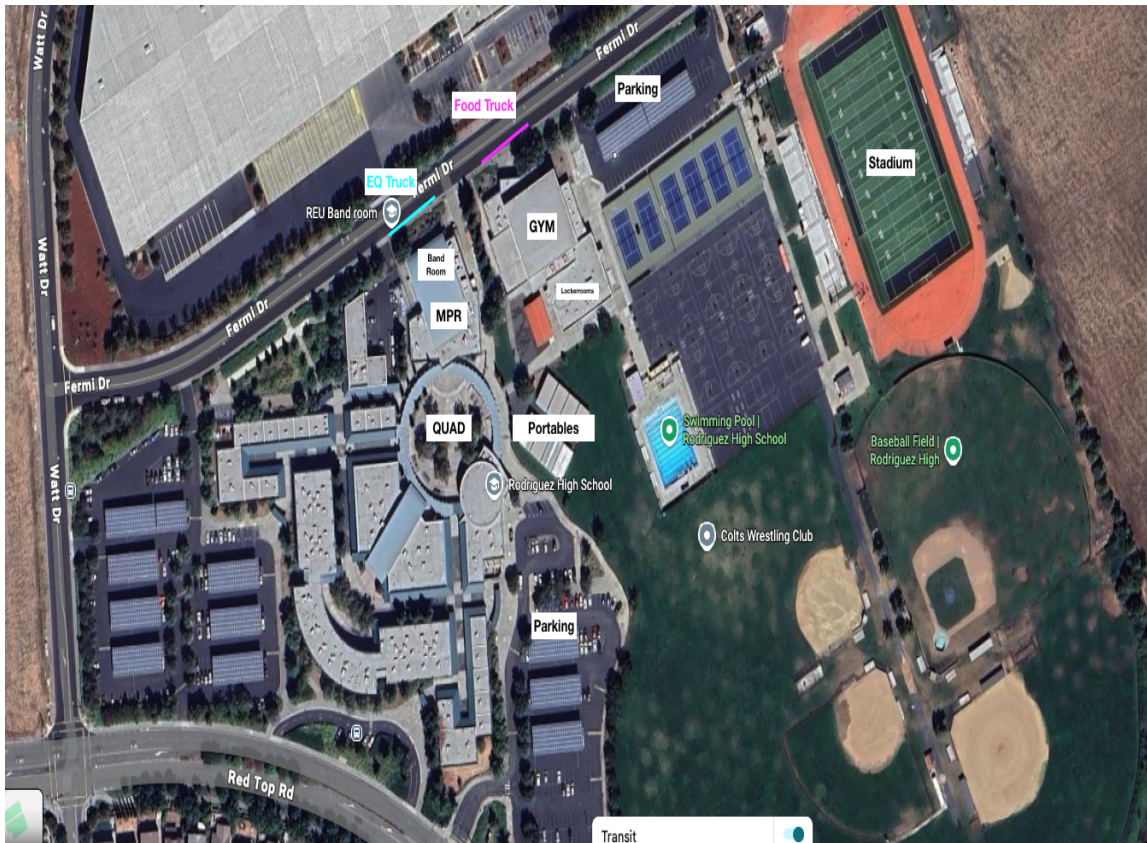 Watt Dr
Fermi Dr
Parking
Food Truck
Stadium
EQ Truck
Fermi Dr
REU Band room
GYM
Band
Room
Watt Dr
Lockerrooms
MPR
Fermi Dr
Fermi Dr
QUAD
Portables
Swimming Pool |
Rodriguez High School
Baseball Field |
Rodriguez High
Rodriguez High School
Watt Dr
Colts Wrestling Club
Parking
Red Top Rd
Transit